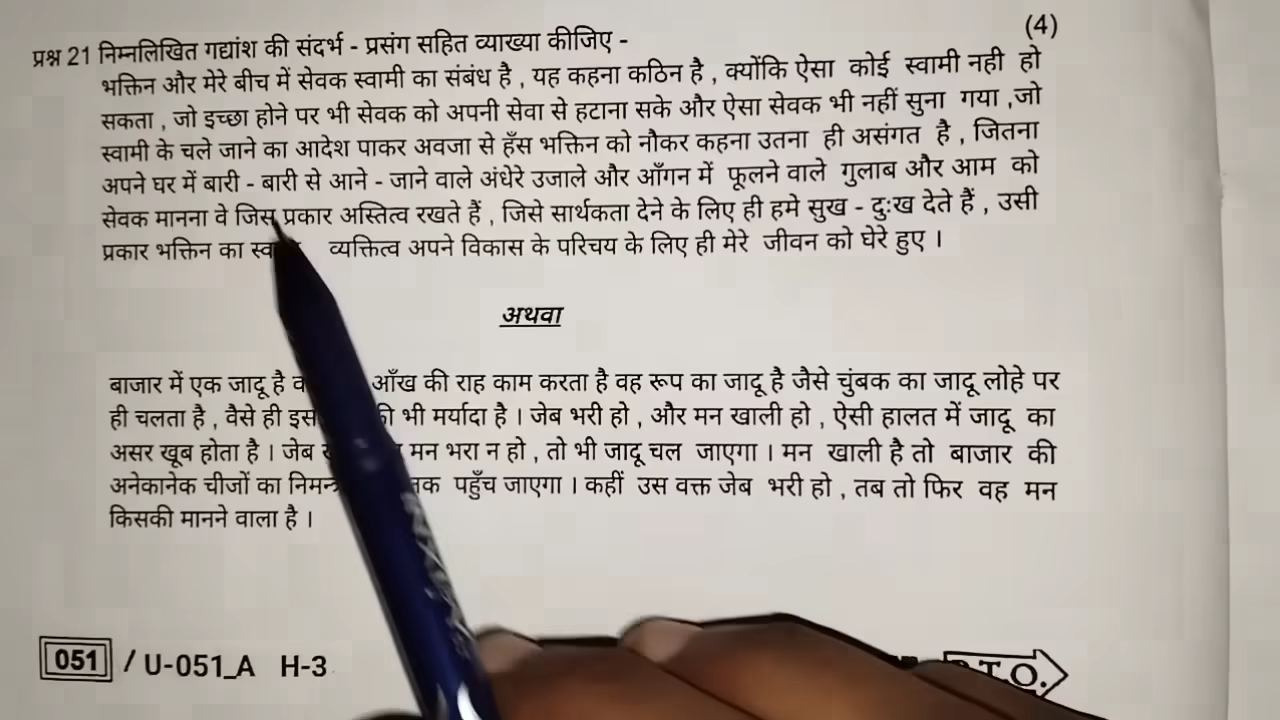 (4)
प्रश्न 21 निम्नलिखित गद्यांश की संदर्भ - प्रसंग सहित व्याख्या कीजिए -
भक्तिन और मेरे बीच में सेवक स्वामी का संबंध है , यह कहना कठिन है , क्योंकि ऐसा कोई स्वामी नही हो
सकता , जो इच्छा होने पर भी सेवक को अपनी सेवा से हटाना सके और ऐसा सेवक भी नहीं सुना गया ,जो
स्वामी के चले जाने का आदेश पाकर अवजा से हँस भक्तिन को नौकर कहना उतना ही असंगत है , जितना
अपने घर में बारी - बारी से आने - जाने वाले अंधेरे उजाले और आँगन में फूलने वाले गुलाब और आम को
सेवक मानना वे जिस प्रकार अस्तित्व रखते हैं , जिसे सार्थकता देने के लिए ही हमे सुख - दुःख देते हैं , उसी
प्रकार भक्तिन का व्यक्तित्व अपने विकास के परिचय के लिए ही मेरे जीवन को घेरे हुए ।
अथवा
बाजार में एक जादू है आँख की राह काम करता है वह रूप का जादू है जैसे चुंबक का जादू लोहे पर
ही चलता है , वैसे ही इस भी मर्यादा है । जेब भरी हो , और मन खाली हो , ऐसी हालत में जादू का
असर खूब होता है । जेब मन भरा न हो , तो भी जादू चल जाएगा । मन खाली है तो बाजार की
अनेकानेक चीजों का पहुँच जाएगा । कहीं उस वक्त जेब भरी हो , तब तो फिर वह मन
किसकी मानने वाला है ।
051 / U-051_A H-3